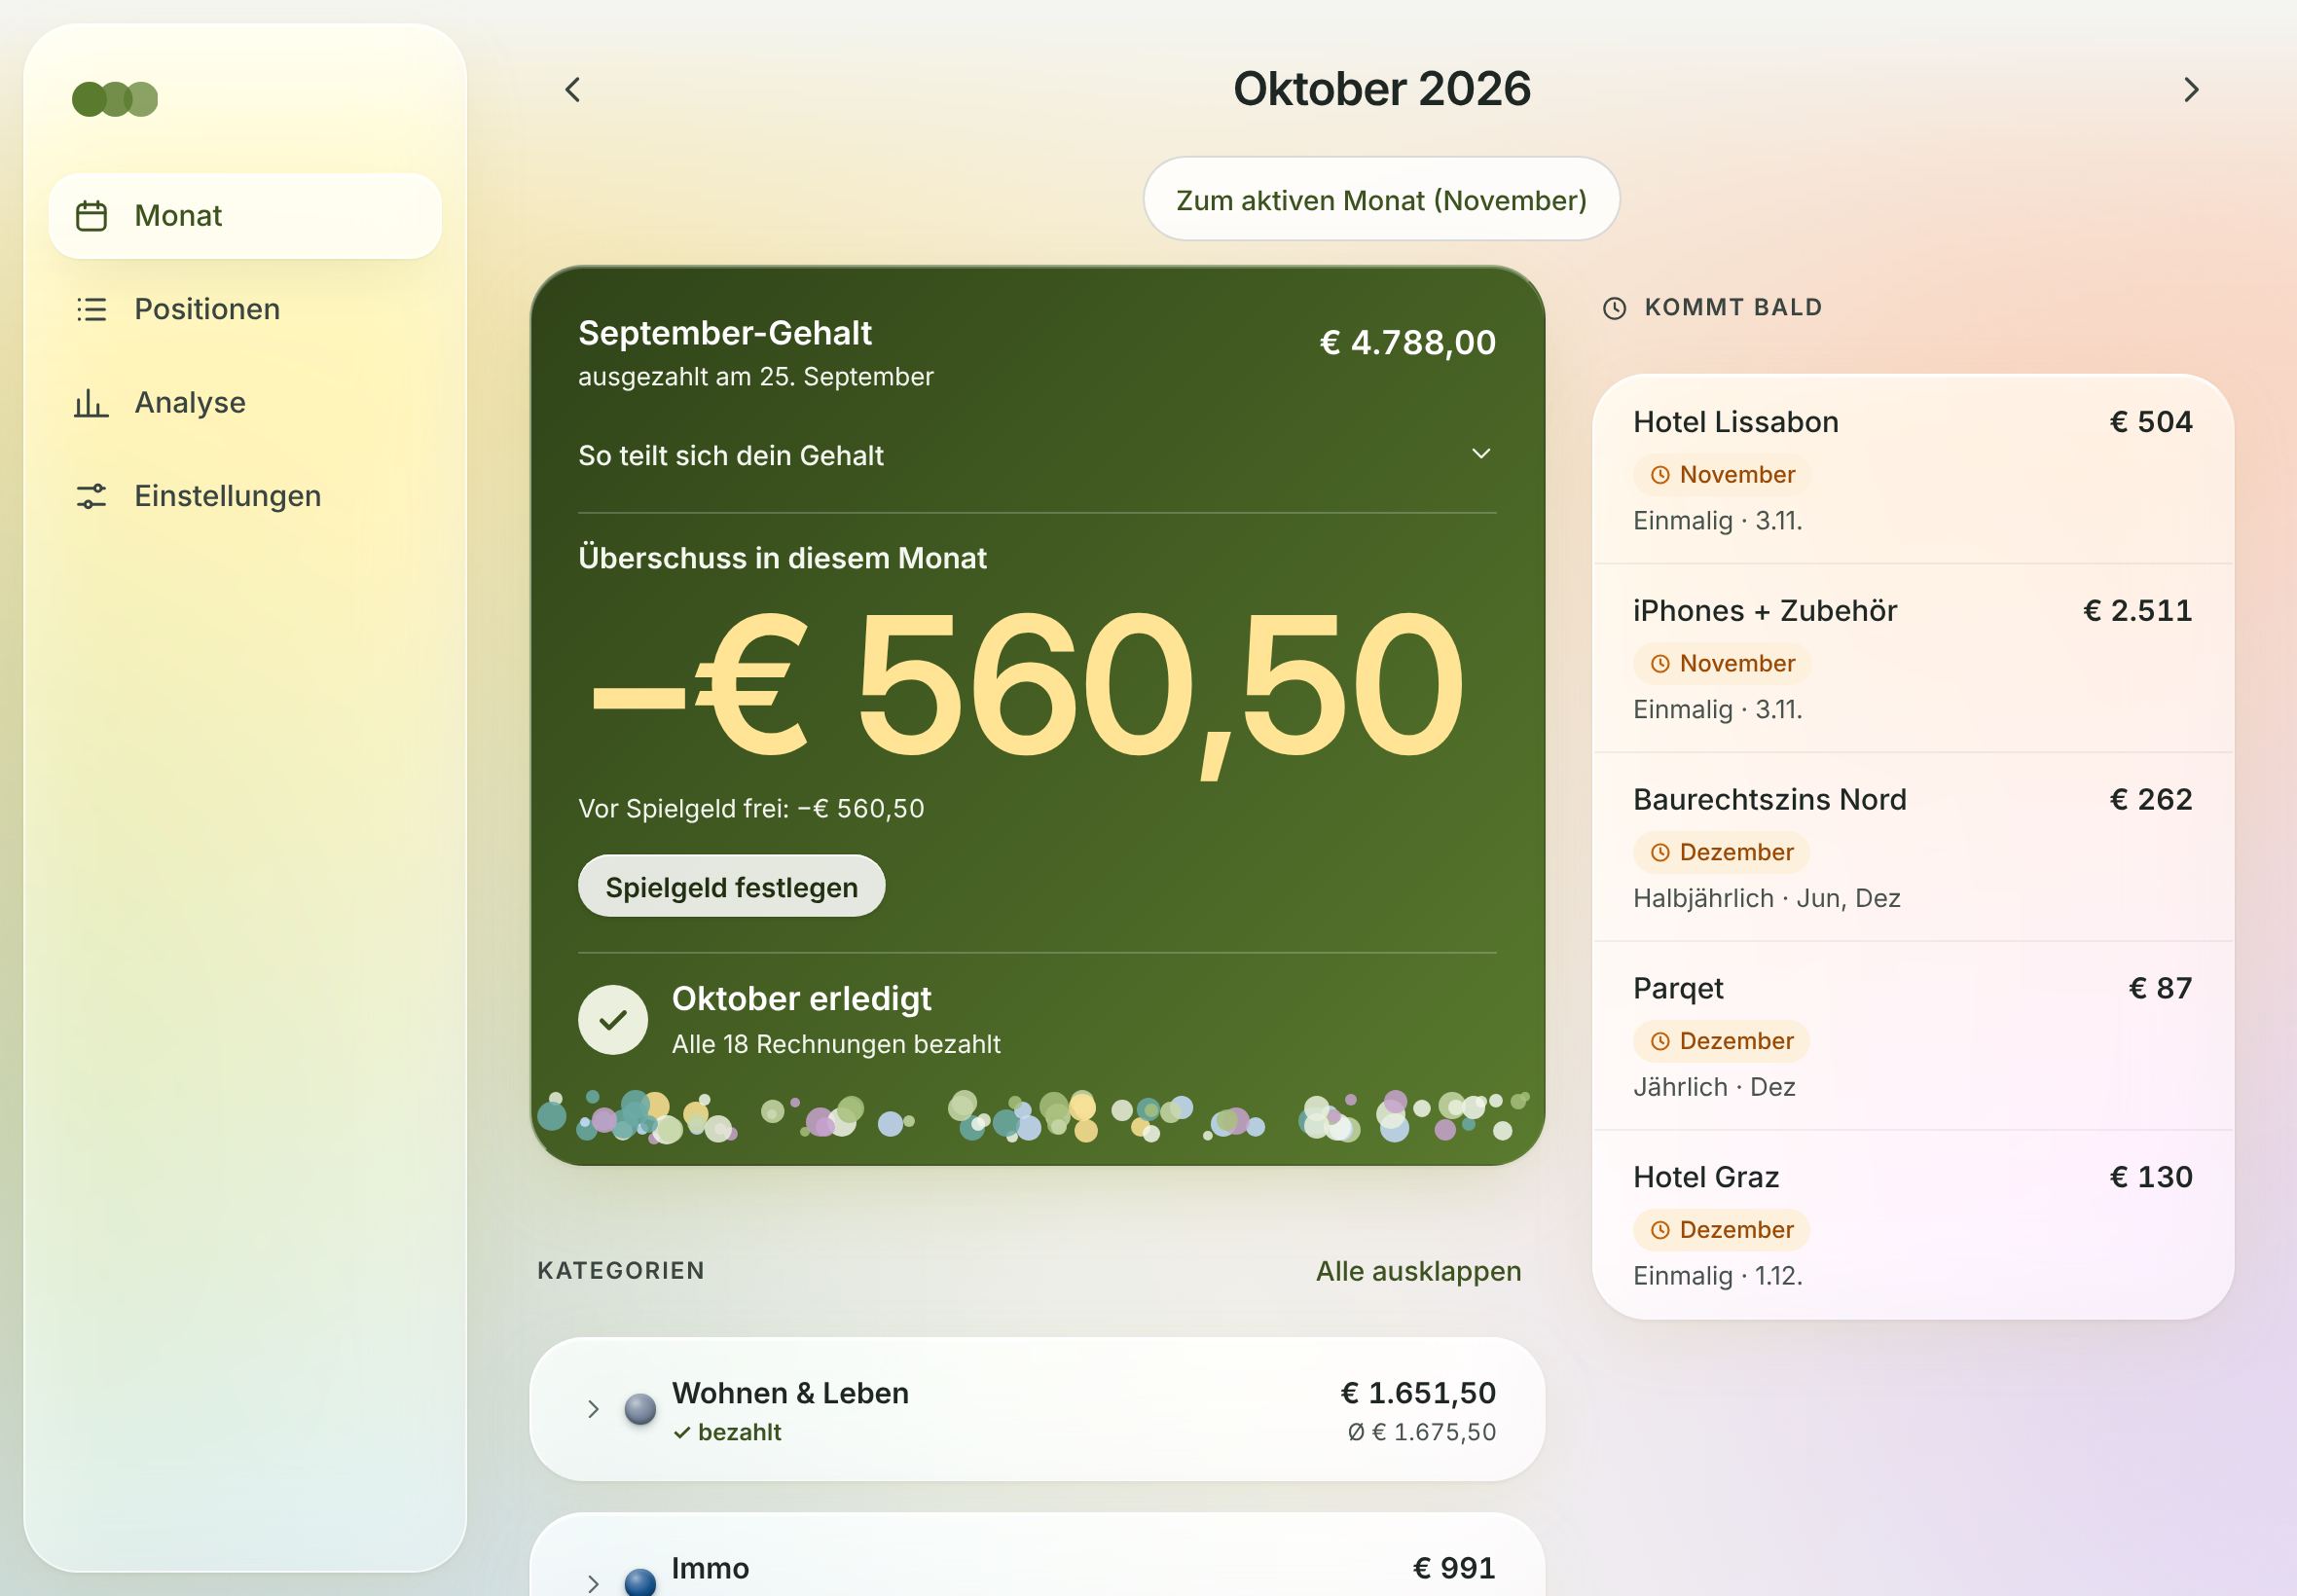 Monat
Positionen
Analyse
Einstellungen
Oktober 2026
Zum aktiven Monat (November)
September-Gehalt
€ 4.788,00
ausgezahlt am 25. September
So teilt sich dein Gehalt
Überschuss in diesem Monat
−€ 560,50
Vor Spielgeld frei: −€ 560,50
Spielgeld festlegen
Oktober erledigt
Alle 18 Rechnungen bezahlt
KATEGORIEN
Alle ausklappen
Wohnen & Leben
€ 1.651,50
bezahlt
Ø € 1.675,50
Immo
€ 991
KOMMT BALD
Hotel Lissabon
€ 504
November
Einmalig · 3.11.
iPhones + Zubehör
€ 2.511
November
Einmalig · 3.11.
Baurechtszins Nord
€ 262
Dezember
Halbjährlich · Jun, Dez
Parqet
€ 87
Dezember
Jährlich · Dez
Hotel Graz
€ 130
Dezember
Einmalig · 1.12.